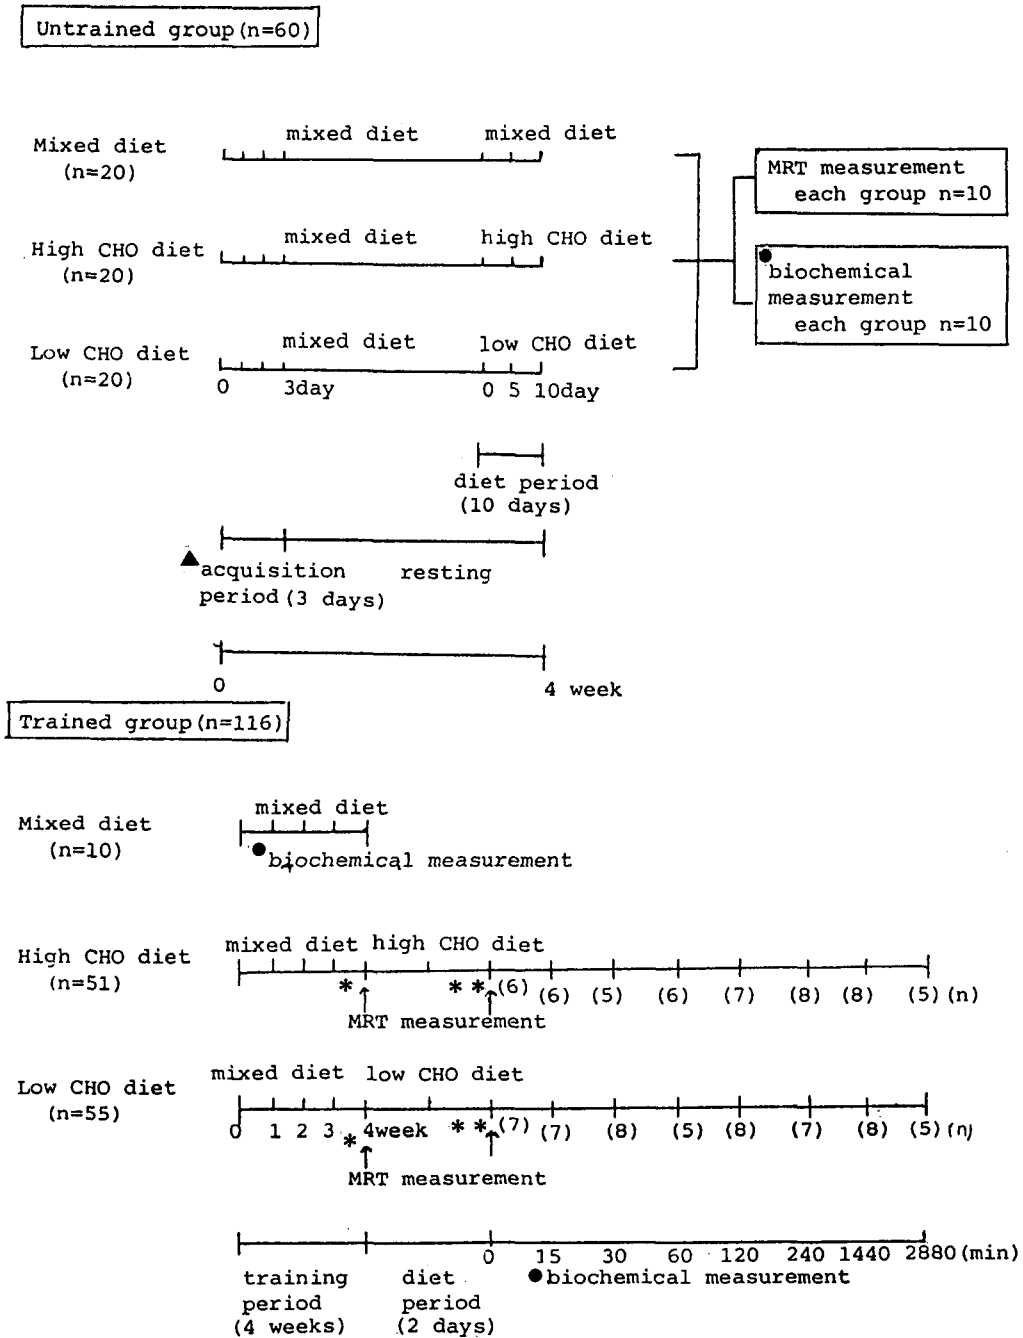 Untrained group(n=60)
mixed diet mixed diet
Mixed diet
(n=20)
MRT measurement
each group n=10
mixed diet high CHO diet
High CHO diet
(n=20)
●biochemical
measurement
each group n=10
mixed diet low CHO diet
Low CHO diet
(n=20)
0 3day 0 5 10day
diet period
(10 days)
▲acquisition resting
period(3 days)
0 4 week
Trained group(n=116)
mixed diet
Mixed diet
(n=10)
●biochemical measurement
mixed diet high CHO diet
High CHO diet
(n=51)
* ** (6) (6) (5) (6) (7) (8) (8) (5)(n)
MRT measurement
mixed diet low CHO diet
Low CHO diet
(n=55)
0 1 2 3 * 4week ** (7) (7) (8) (5) (8) (7) (8) (5)(n)
MRT measurement
0 15 30 60 120 240 1440 2880(min)
training diet ●biochemical measurement
period period
(4 weeks) (2 days)